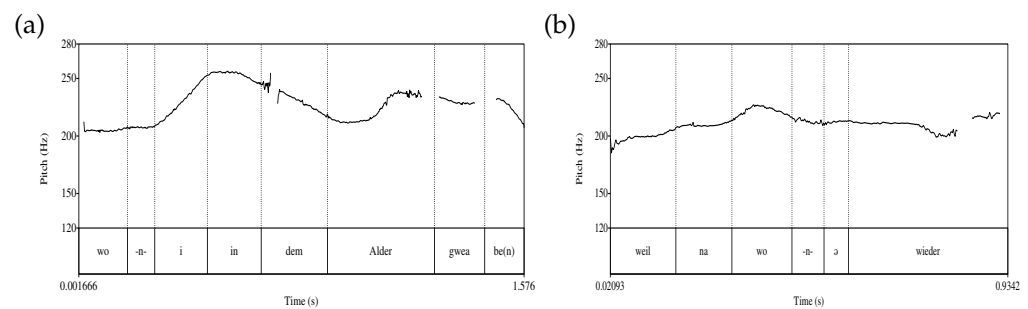 (a)
280
250
200
150
120
Pitch (Hz)
wo -n- i in dem Alder gwea be(n)
0.001666 1.576
Time (s)
(b)
280
250
200
150
120
Pitch (Hz)
weil na wo -n- ɔ wieder
0.02093 0.9342
Time (s)